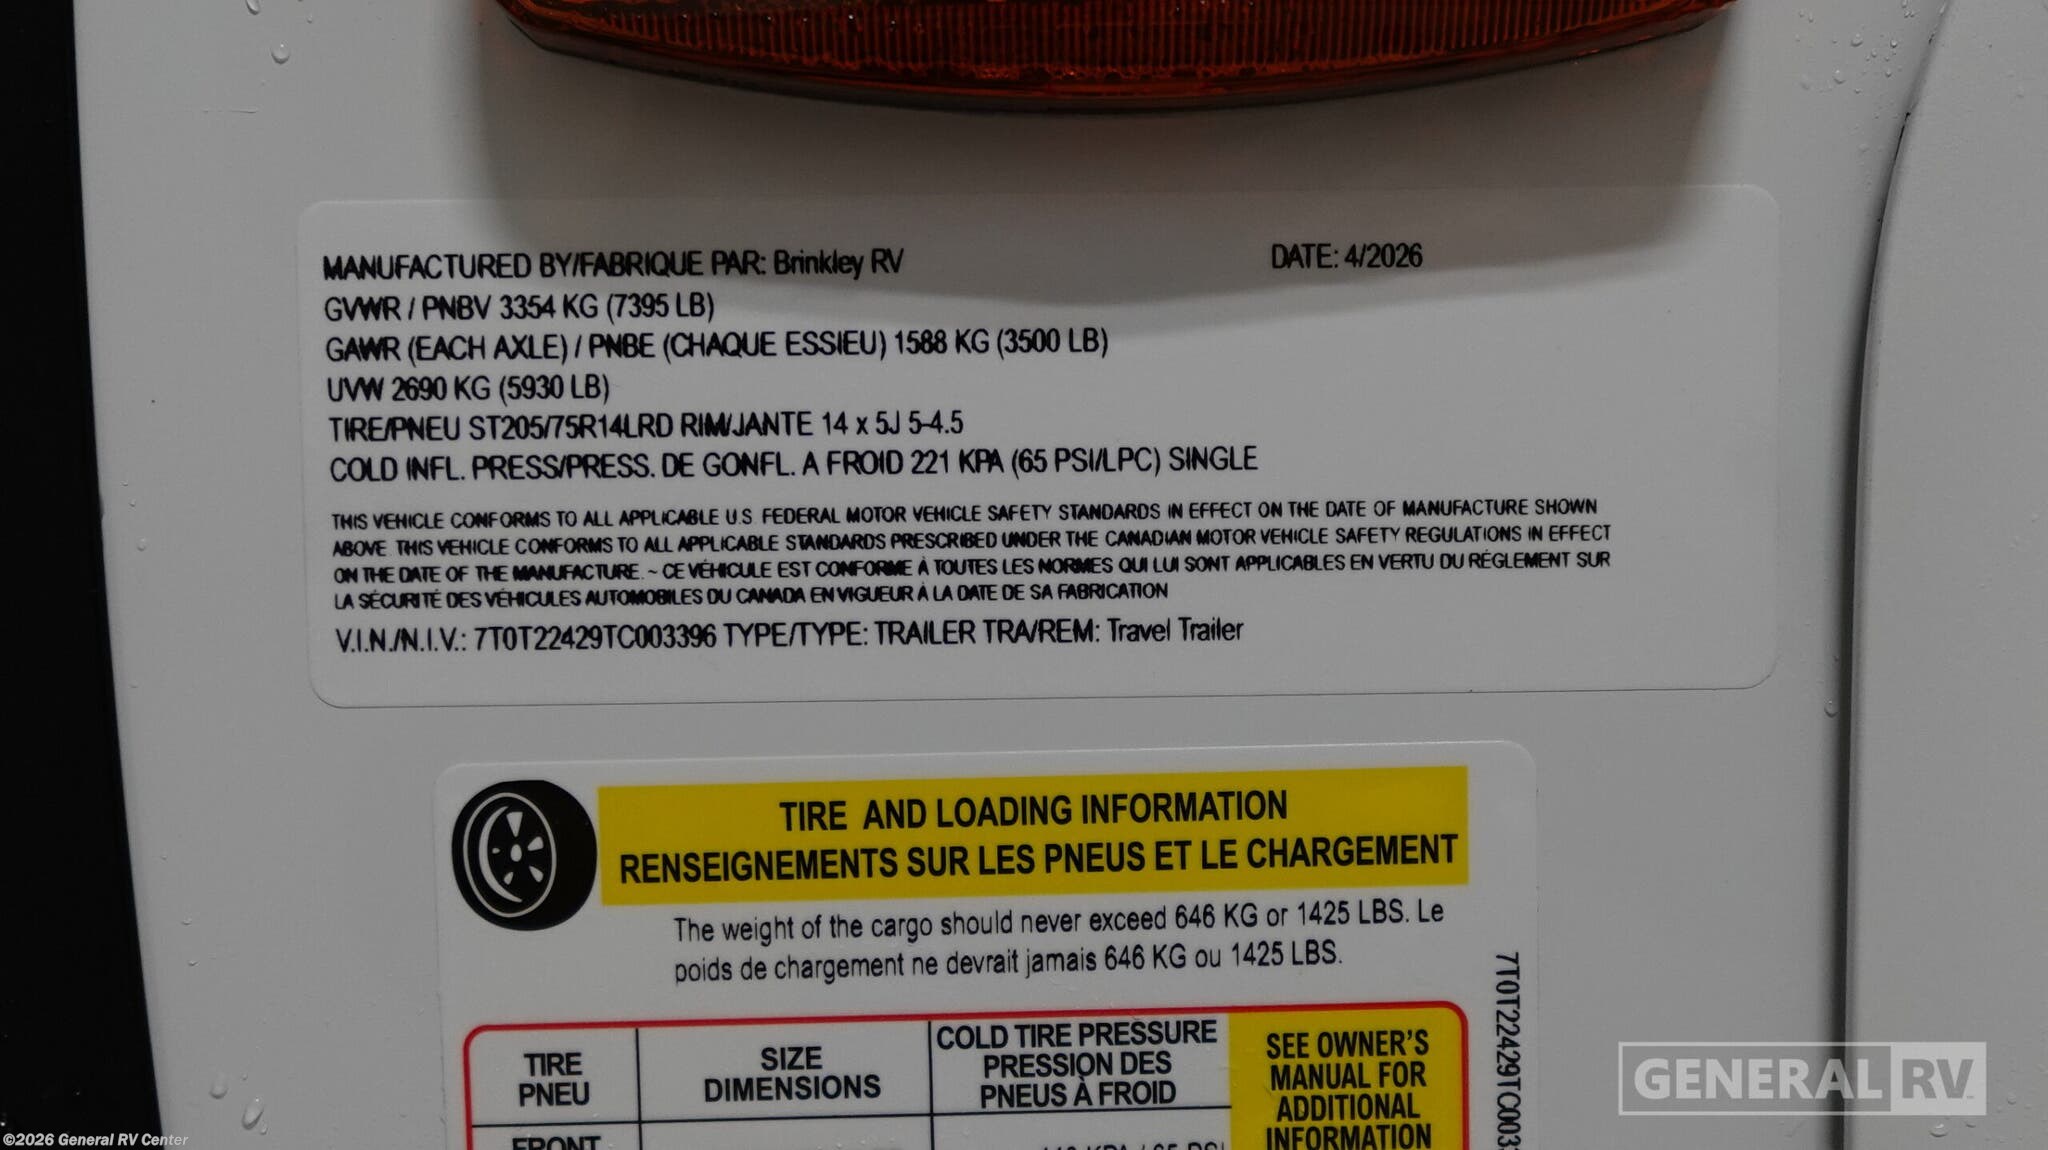 MANUFACTURED BY/FABRIQUE PAR: Brinkley RV DATE: 4/2026
GVWR / PNBV 3354 KG (7395 LB)
GAWR (EACH AXLE) / PNBE (CHAQUE ESSIEU) 1588 KG (3500 LB)
UVW 2690 KG (5930 LB)
TIRE/PNEU ST205/75R14LRD RIM/JANTE 14 x 5J 5-4.5
COLD INFL. PRESS/PRESS. DE GONFL. A FROID 221 KPA (65 PSI/LPC) SINGLE
THIS VEHICLE CONFORMS TO ALL APPLICABLE U.S. FEDERAL MOTOR VEHICLE SAFETY STANDARDS IN EFFECT ON THE DATE OF MANUFACTURE SHOWN
ABOVE. THIS VEHICLE CONFORMS TO ALL APPLICABLE STANDARDS PRESCRIBED UNDER THE CANADIAN MOTOR VEHICLE SAFETY REGULATIONS IN EFFECT
ON THE DATE OF THE MANUFACTURE. ~ CE VÉHICULE EST CONFORME À TOUTES LES NORMES QUI LUI SONT APPLICABLES EN VERTU DU RÉGLEMENT SUR
LA SÉCURITÉ DES VÉHICULES AUTOMOBILES DU CANADA EN VIGUEUR À LA DATE DE SA FABRICATION
V.I.N./N.I.V.: 7T0T22429TC003396 TYPE/TYPE: TRAILER TRA/REM: Travel Trailer
TIRE AND LOADING INFORMATION
RENSEIGNEMENTS SUR LES PNEUS ET LE CHARGEMENT
The weight of the cargo should never exceed 646 KG or 1425 LBS. Le
poids de chargement ne devrait jamais 646 KG ou 1425 LBS.
TIRE
PNEU
SIZE
DIMENSIONS
COLD TIRE PRESSURE
PRESSION DES
PNEUS À FROID
SEE OWNER'S
MANUAL FOR
ADDITIONAL
INFORMATION
FRONT
7T0T22429TC003
GENERAL RV
©2026 General RV Center